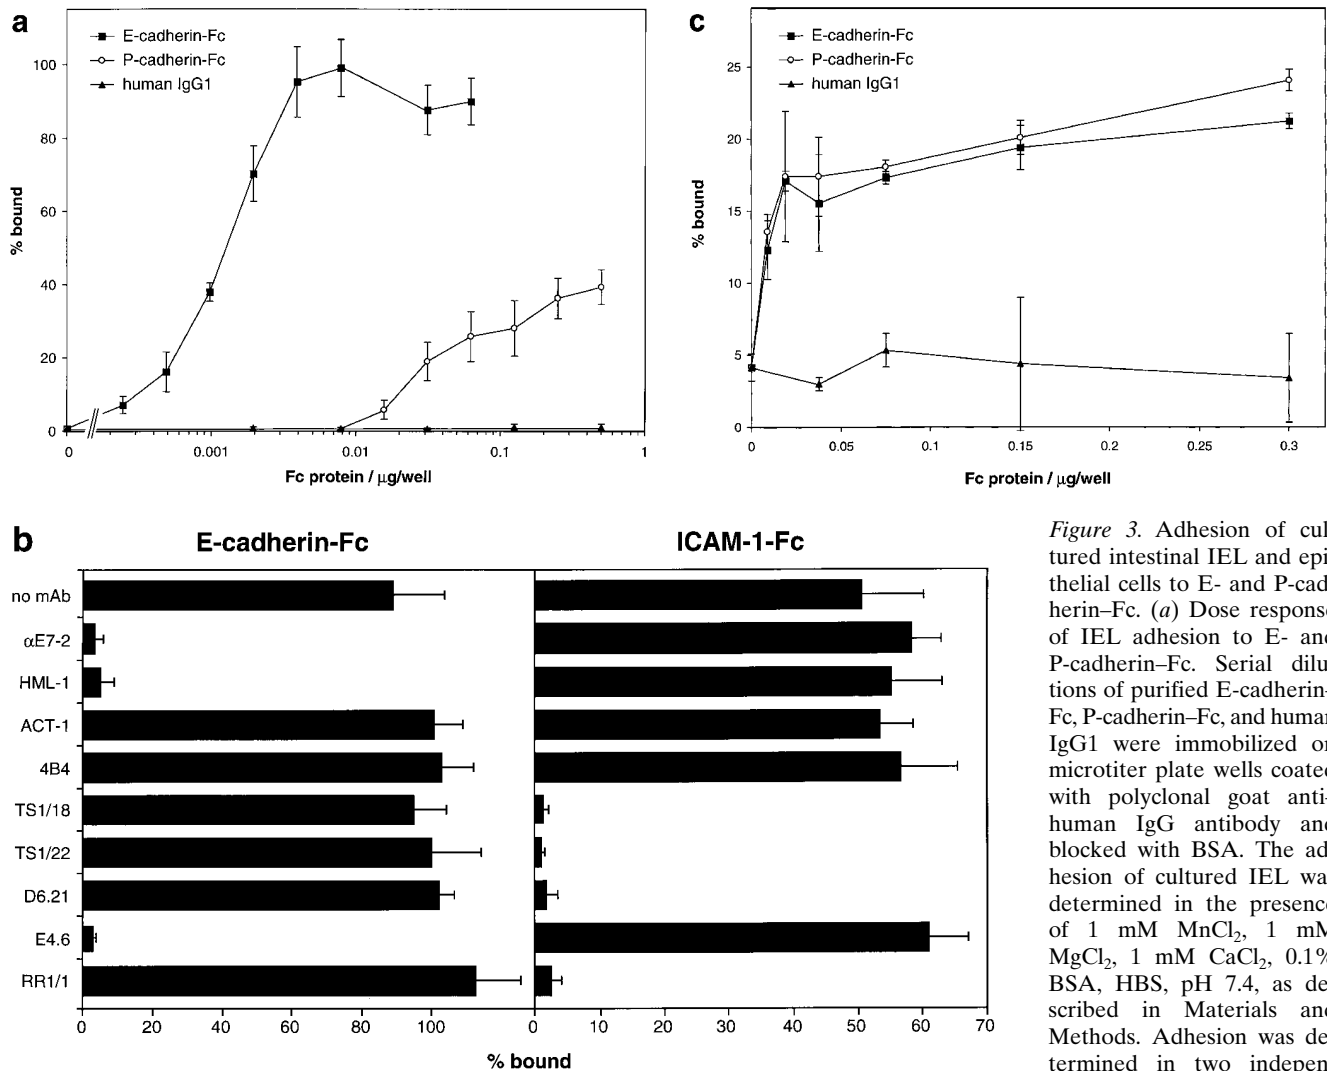 a
E-cadherin-Fc
P-cadherin-Fc
human IgG1
100
80
60
40
20
0
% bound
0
0.001
0.01
0.1
1
Fc protein / μg/well
c
E-cadherin-Fc
P-cadherin-Fc
human IgG1
25
20
15
10
5
0
% bound
0
0.05
0.1
0.15
0.2
0.25
0.3
Fc protein / μg/well
b
E-cadherin-Fc
ICAM-1-Fc
no mAb
αE7-2
HML-1
ACT-1
4B4
TS1/18
TS1/22
D6.21
E4.6
RR1/1
0 20 40 60 80 100
0 10 20 30 40 50 60 70
% bound
Figure 3. Adhesion of cul
tured intestinal IEL and epi
thelial cells to E- and P-cad
herin–Fc. (a) Dose response
of IEL adhesion to E- and
P-cadherin–Fc. Serial dilu
tions of purified E-cadherin–
Fc, P-cadherin–Fc, and human
IgG1 were immobilized on
microtiter plate wells coated
with polyclonal goat anti–
human IgG antibody and
blocked with BSA. The ad
hesion of cultured IEL wa
determined in the presence
of 1 mM MnCl₂, 1 mM
MgCl₂, 1 mM CaCl₂, 0.1%
BSA, HBS, pH 7.4, as de
scribed in Materials and
Methods. Adhesion was de
termined in two indepen